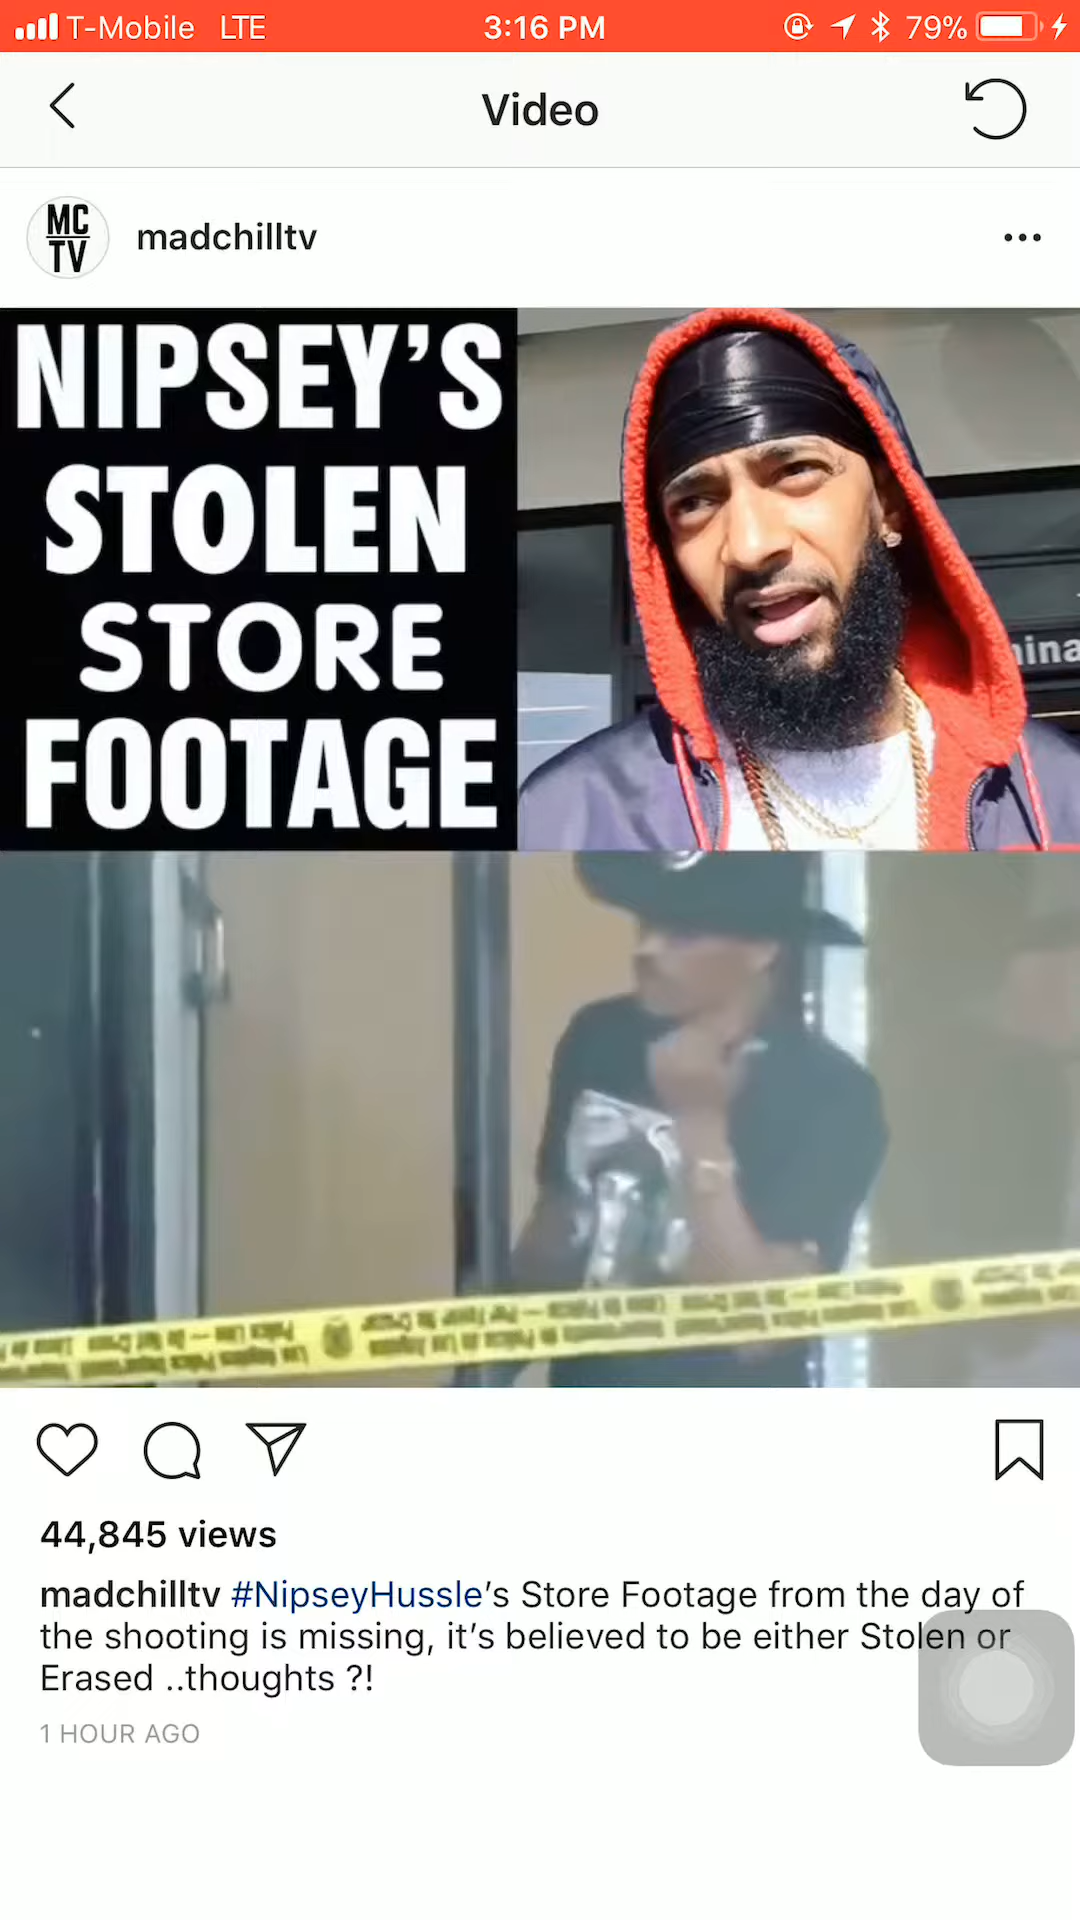 T-Mobile LTE 3:16 PM 79%
Video
MC
TV
madchilltv
NIPSEY'S
STOLEN
STORE
FOOTAGE
hina
44,845 views
madchilltv #NipseyHussle's Store Footage from the day of
the shooting is missing, it's believed to be either Stolen or
Erased ..thoughts ?!
1 HOUR AGO